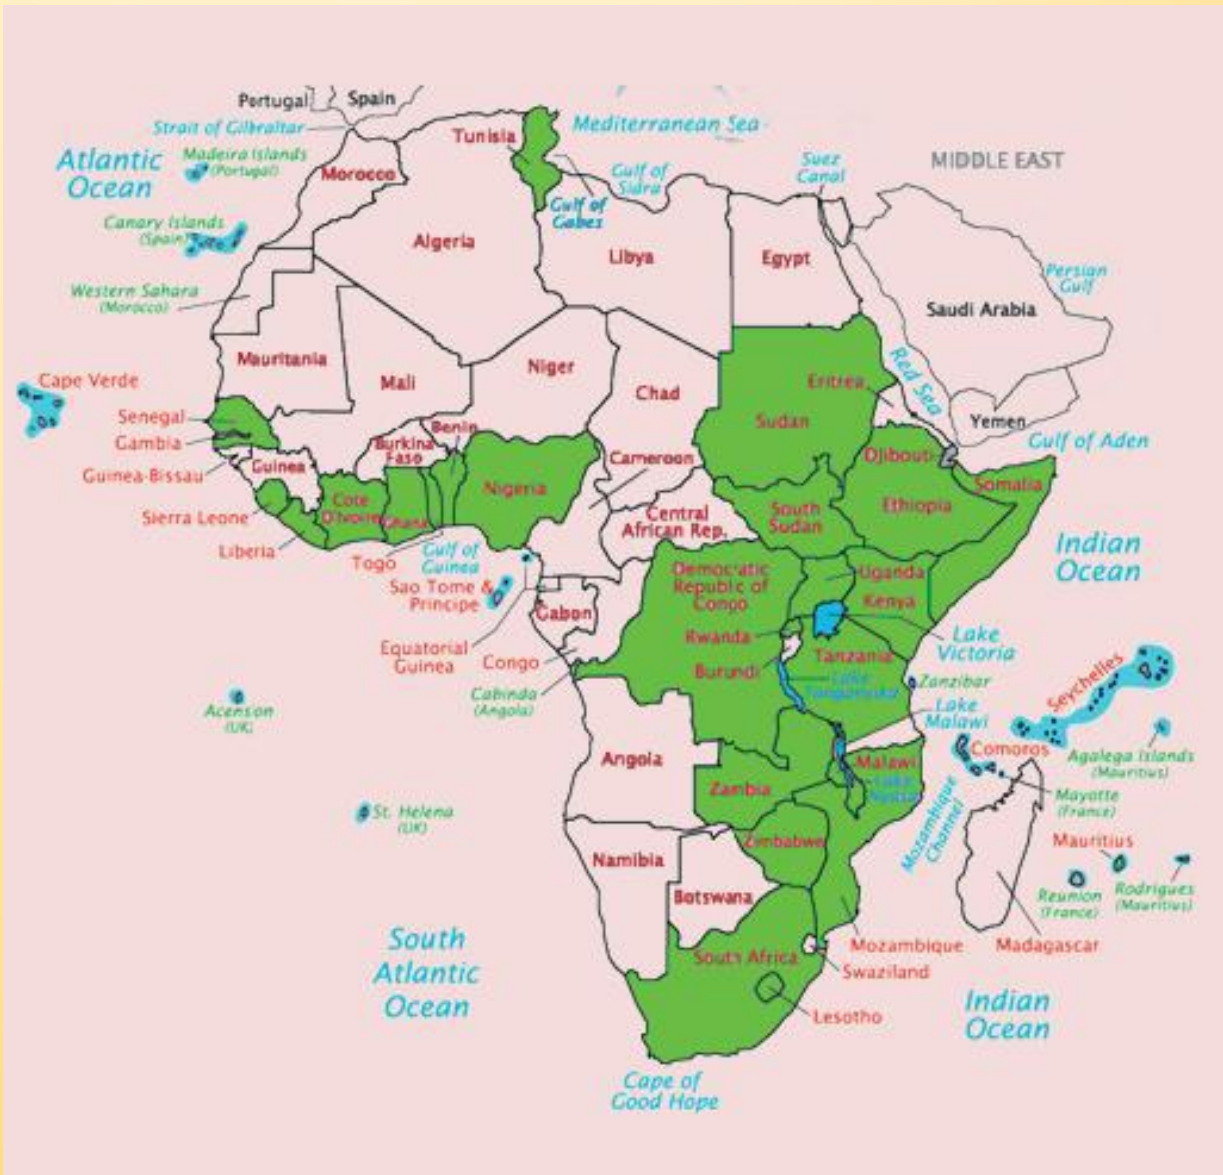 Portugal
Spain
Strait of Gilbraltar
Mediterranean Sea
Tunisia
Atlantic
Ocean
Madeira Islands
(Portugal)
Morocco
Gulf of
Sidra
Suez
Canal
MIDDLE EAST
Gulf of
Gabes
Canary Islands
(Spain)
Algeria
Libya
Egypt
Persian
Gulf
Western Sahara
(Morocco)
Saudi Arabia
Mauritania
Mali
Niger
Chad
Red Sea
Eritrea
Cape Verde
Senegal
Gambia
Guinea-Bissau
Guinea
Burkina
Faso
Benin
Sudan
Yemen
Gulf of Aden
Cameroon
Djibouti
Somalia
Nigeria
Sierra Leone
Cote
D'Ivoire
Ghana
Central
African Rep.
South
Sudan
Ethiopia
Liberia
Togo
Gulf of
Guinea
Indian
Ocean
Sao Tome &
Principe
Democratic
Republic of
Congo
Uganda
Kenya
Gabon
Rwanda
Lake
Victoria
Equatorial
Guinea
Congo
Burundi
Tanzania
Lake
Tanganyika
Zanzibar
Seychelles
Cabinda
(Angola)
Acension
(UK)
Lake
Malawi
Comoros
Agalega Islands
(Mauritius)
Angola
Malawi
Lake
Nyasa
Zambia
Mayotte
(France)
St. Helena
(UK)
Mozambique
Channel
Zimbabwe
Mauritius
Namibia
Botswana
Reunion
(France)
Rodrigues
(Mauritius)
South
Atlantic
Ocean
South Africa
Mozambique
Madagascar
Swaziland
Lesotho
Indian
Ocean
Cape of
Good Hope